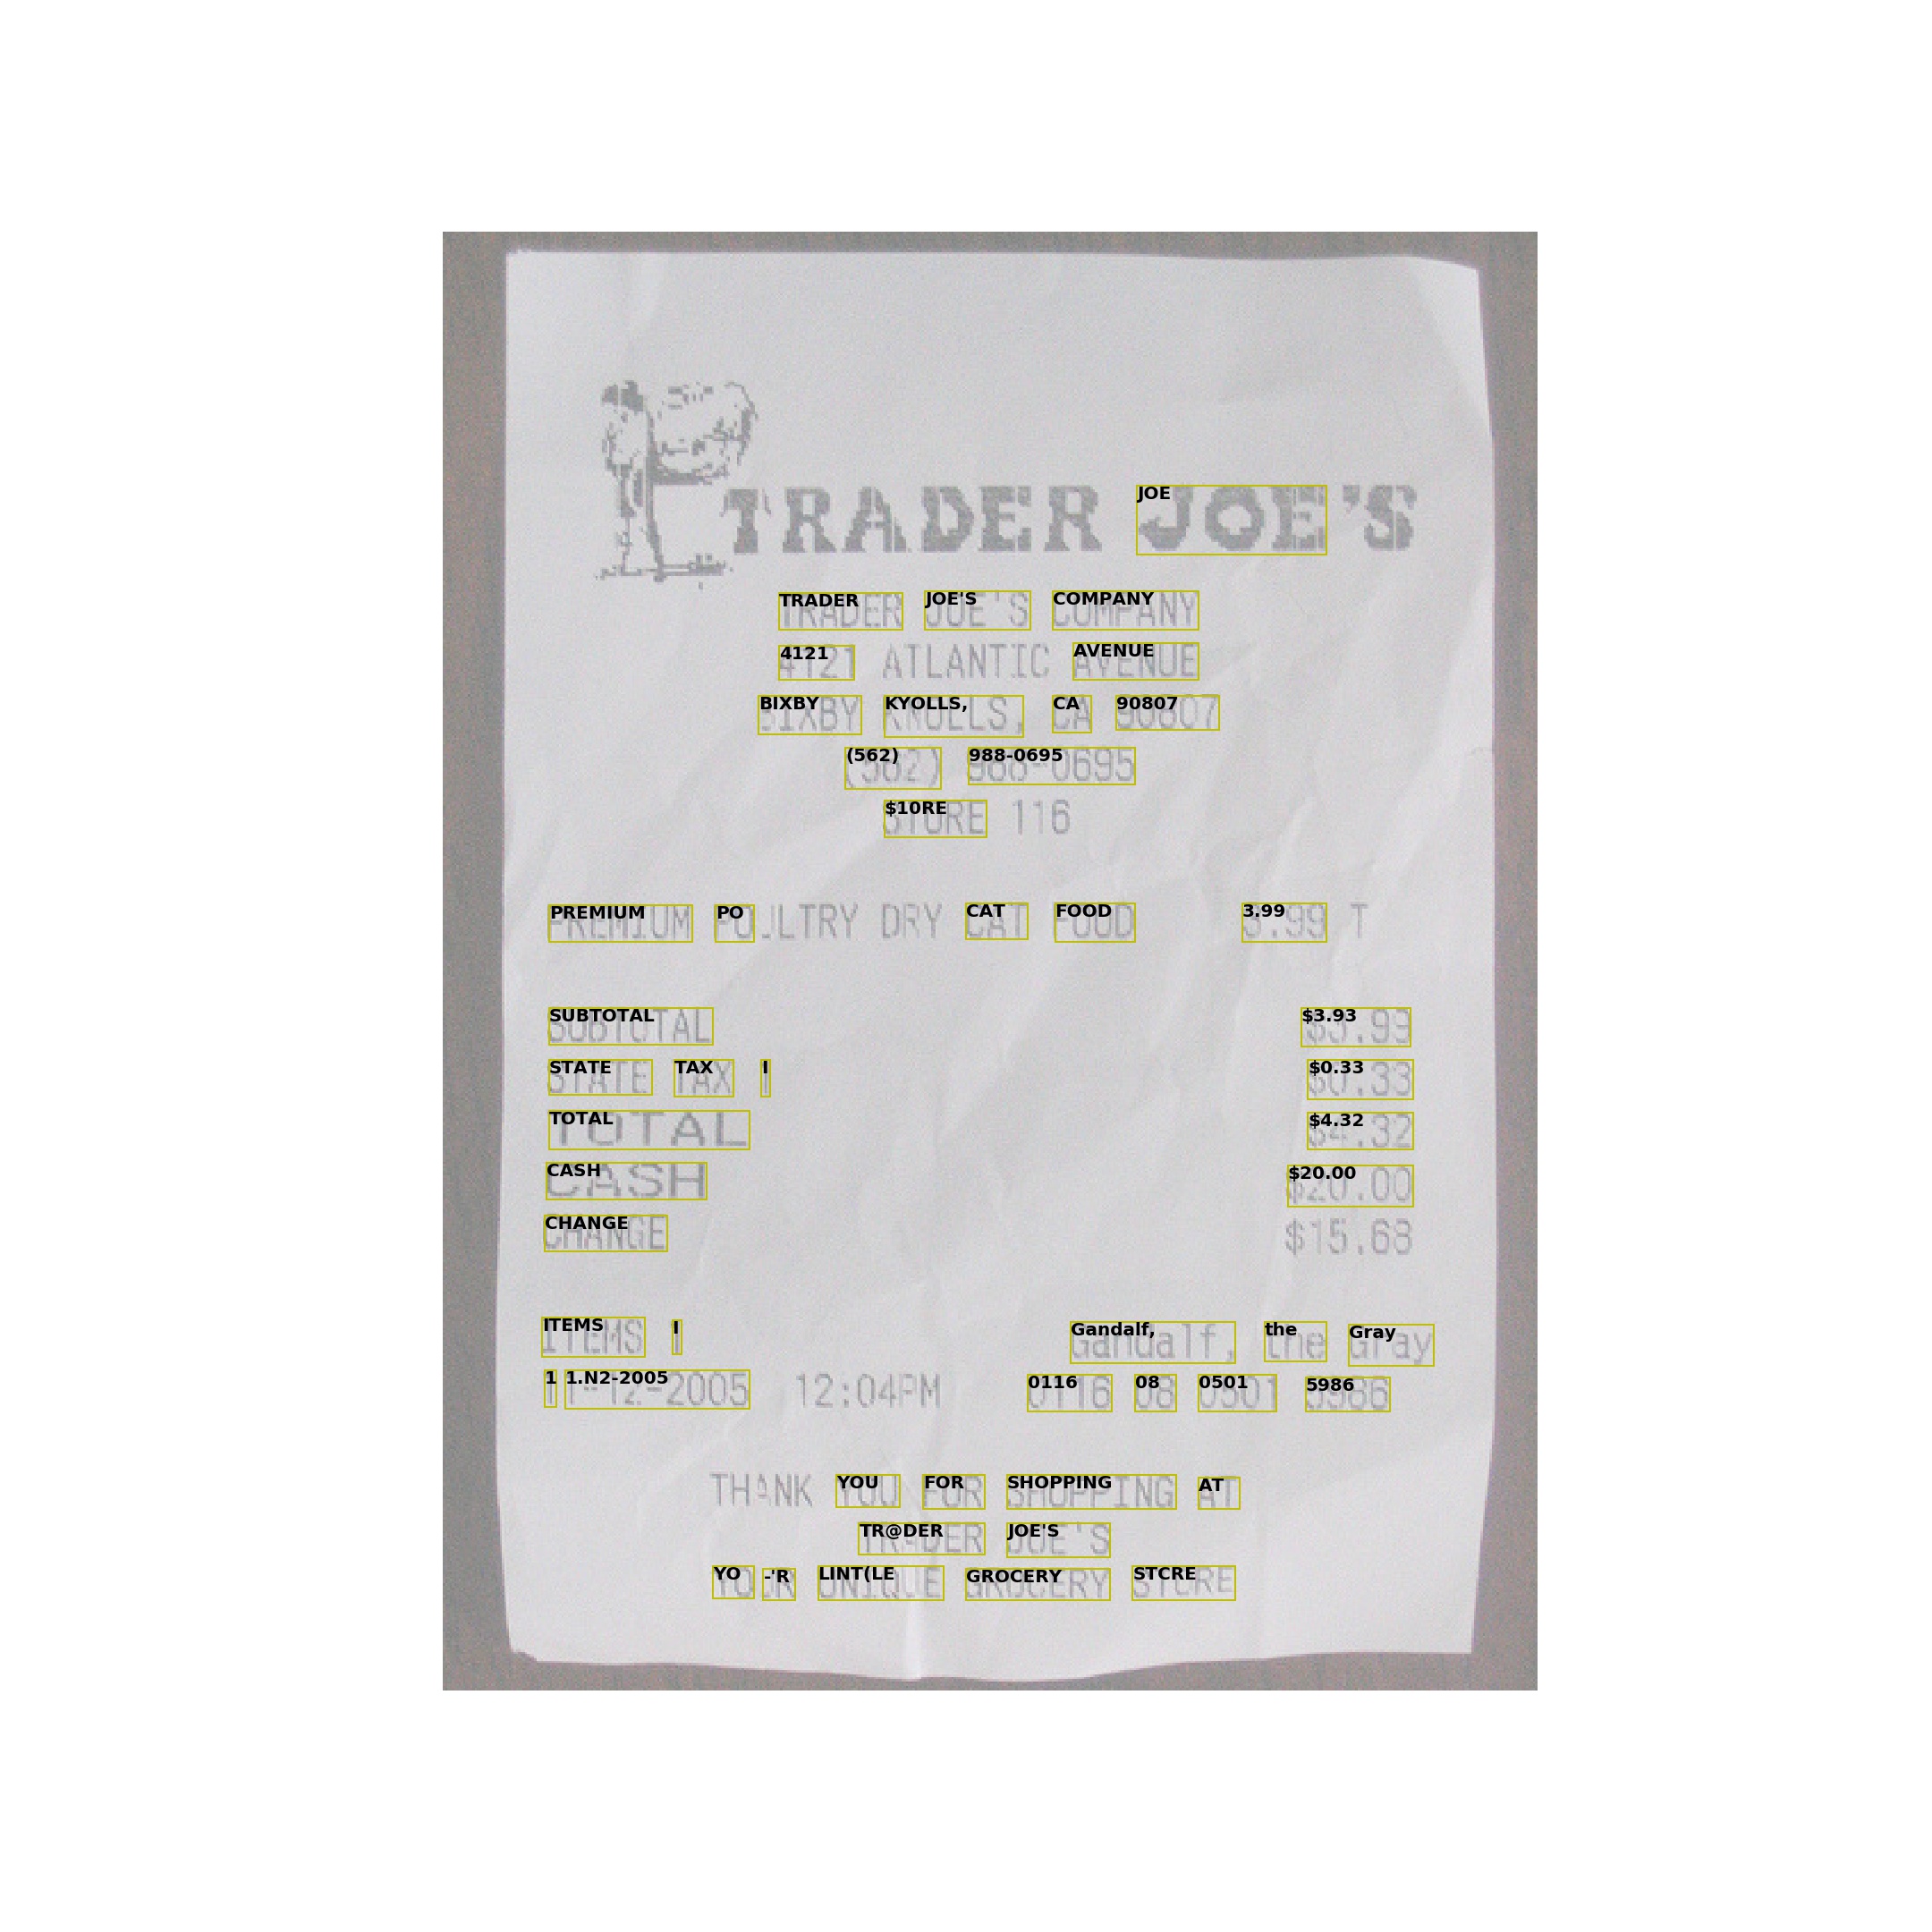 TRADER JOE'S
TRADER JOE'S COMPANY
4121 ATLANTIC AVENUE
BIXBY KNOLLS, CA 90807
(562) 988-0695
STORE 116
PREMIUM POULTRY DRY CAT FOOD 3.99 T
SUBTOTAL $3.99
STATE TAX 1 $0.33
TOTAL $4.32
CASH $20.00
CHANGE $15.68
ITEMS 1 Gandalf, the Gray
11-12-2005 12:04PM 0116 08 0501 5986
THANK YOU FOR SHOPPING AT
TRADER JOE'S
YOUR UNIQUE GROCERY STORE